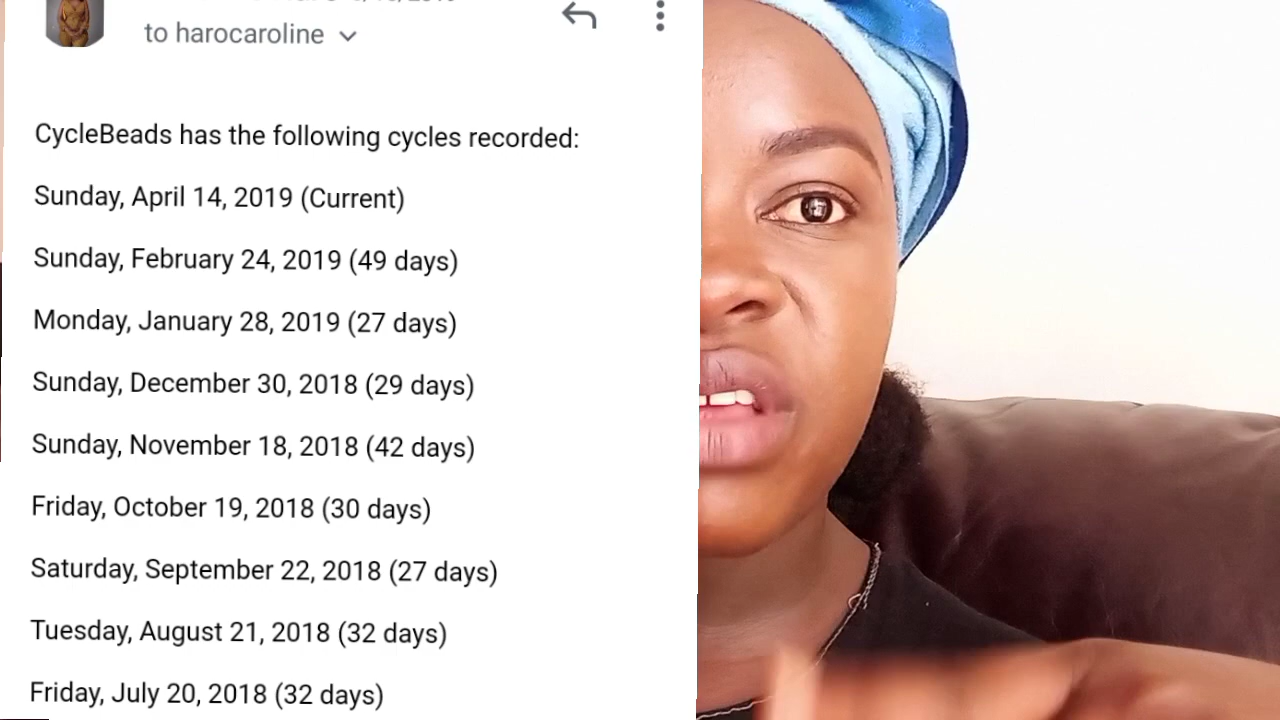 to harocaroline
CycleBeads has the following cycles recorded:
Sunday, April 14, 2019 (Current)
Sunday, February 24, 2019 (49 days)
Monday, January 28, 2019 (27 days)
Sunday, December 30, 2018 (29 days)
Sunday, November 18, 2018 (42 days)
Friday, October 19, 2018 (30 days)
Saturday, September 22, 2018 (27 days)
Tuesday, August 21, 2018 (32 days)
Friday, July 20, 2018 (32 days)